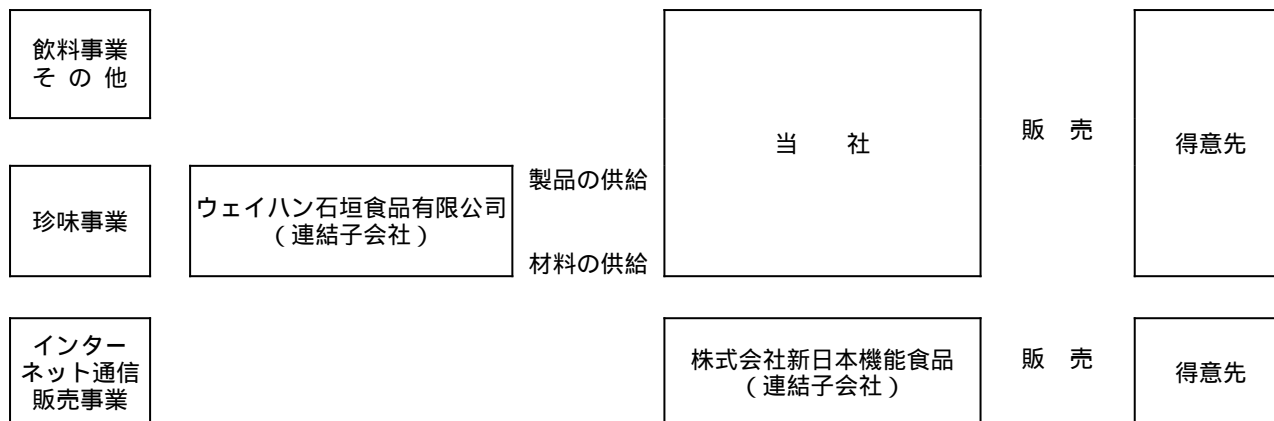 飲料事業
そ の 他
当　　社
販　売
得意先
製品の供給
珍味事業
ウェイハン石垣食品有限公司
（連結子会社）
材料の供給
インター
ネット通信
販売事業
株式会社新日本機能食品
（連結子会社）
販　売
得意先